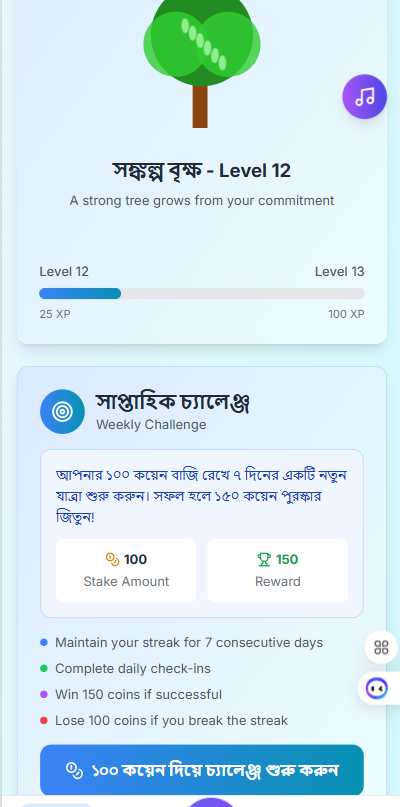 সঙ্কল্প বৃক্ষ - Level 12
A strong tree grows from your commitment
Level 12 Level 13
25 XP 100 XP
সাপ্তাহিক চ্যালেঞ্জ
Weekly Challenge
আপনার ১০০ কয়েন বাজি রেখে ৭ দিনের একটি নতুন
যাত্রা শুরু করুন। সফল হলে ১৫০ কয়েন পুরস্কার
জিতুন!
100 150
Stake Amount Reward
Maintain your streak for 7 consecutive days
Complete daily check-ins
Win 150 coins if successful
Lose 100 coins if you break the streak
১০০ কয়েন দিয়ে চ্যালেঞ্জ শুরু করুন